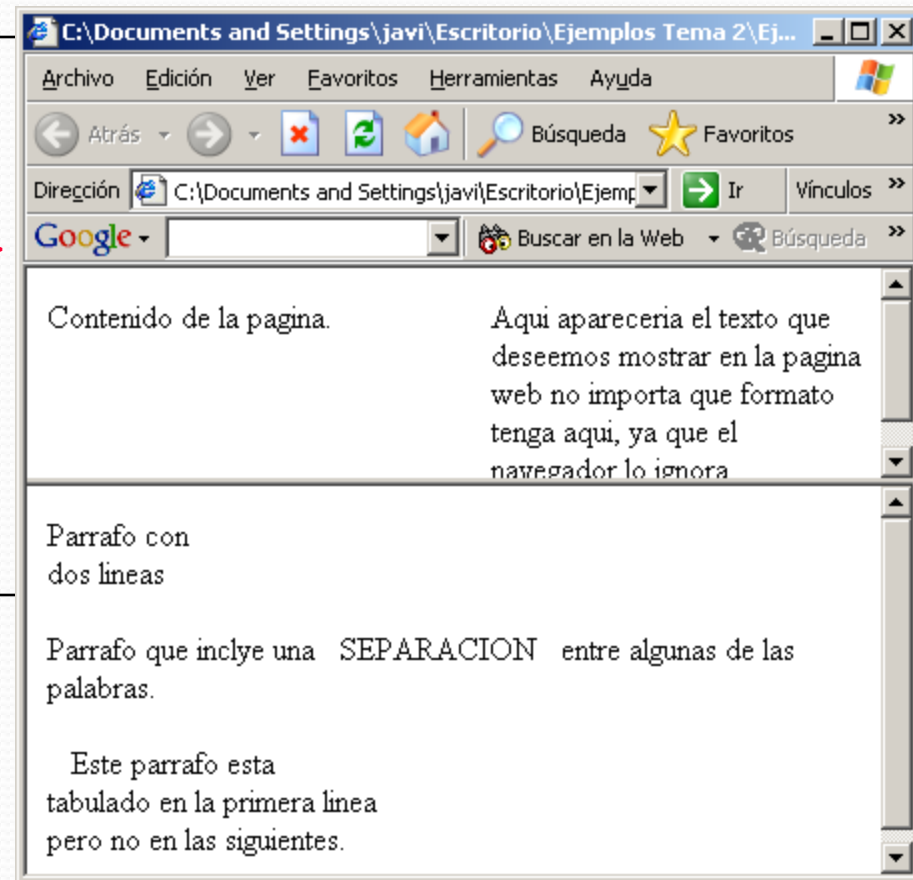 C:\Documents and Settings\javi\Escritorio\Ejemplos Tema 2\Ej...
Archivo Edición Ver Favoritos Herramientas Ayuda
Atrás Búsqueda Favoritos »
Dirección C:\Documents and Settings\javi\Escritorio\Ejemp Ir Vínculos »
Google Buscar en la Web Búsqueda »
Contenido de la pagina.
Aqui apareceria el texto que
deseemos mostrar en la pagina
web no importa que formato
tenga aqui, ya que el
navegador lo ignora
Parrafo con
dos lineas
Parrafo que inclye una SEPARACION entre algunas de las
palabras.
Este parrafo esta
tabulado en la primera linea
pero no en las siguientes.